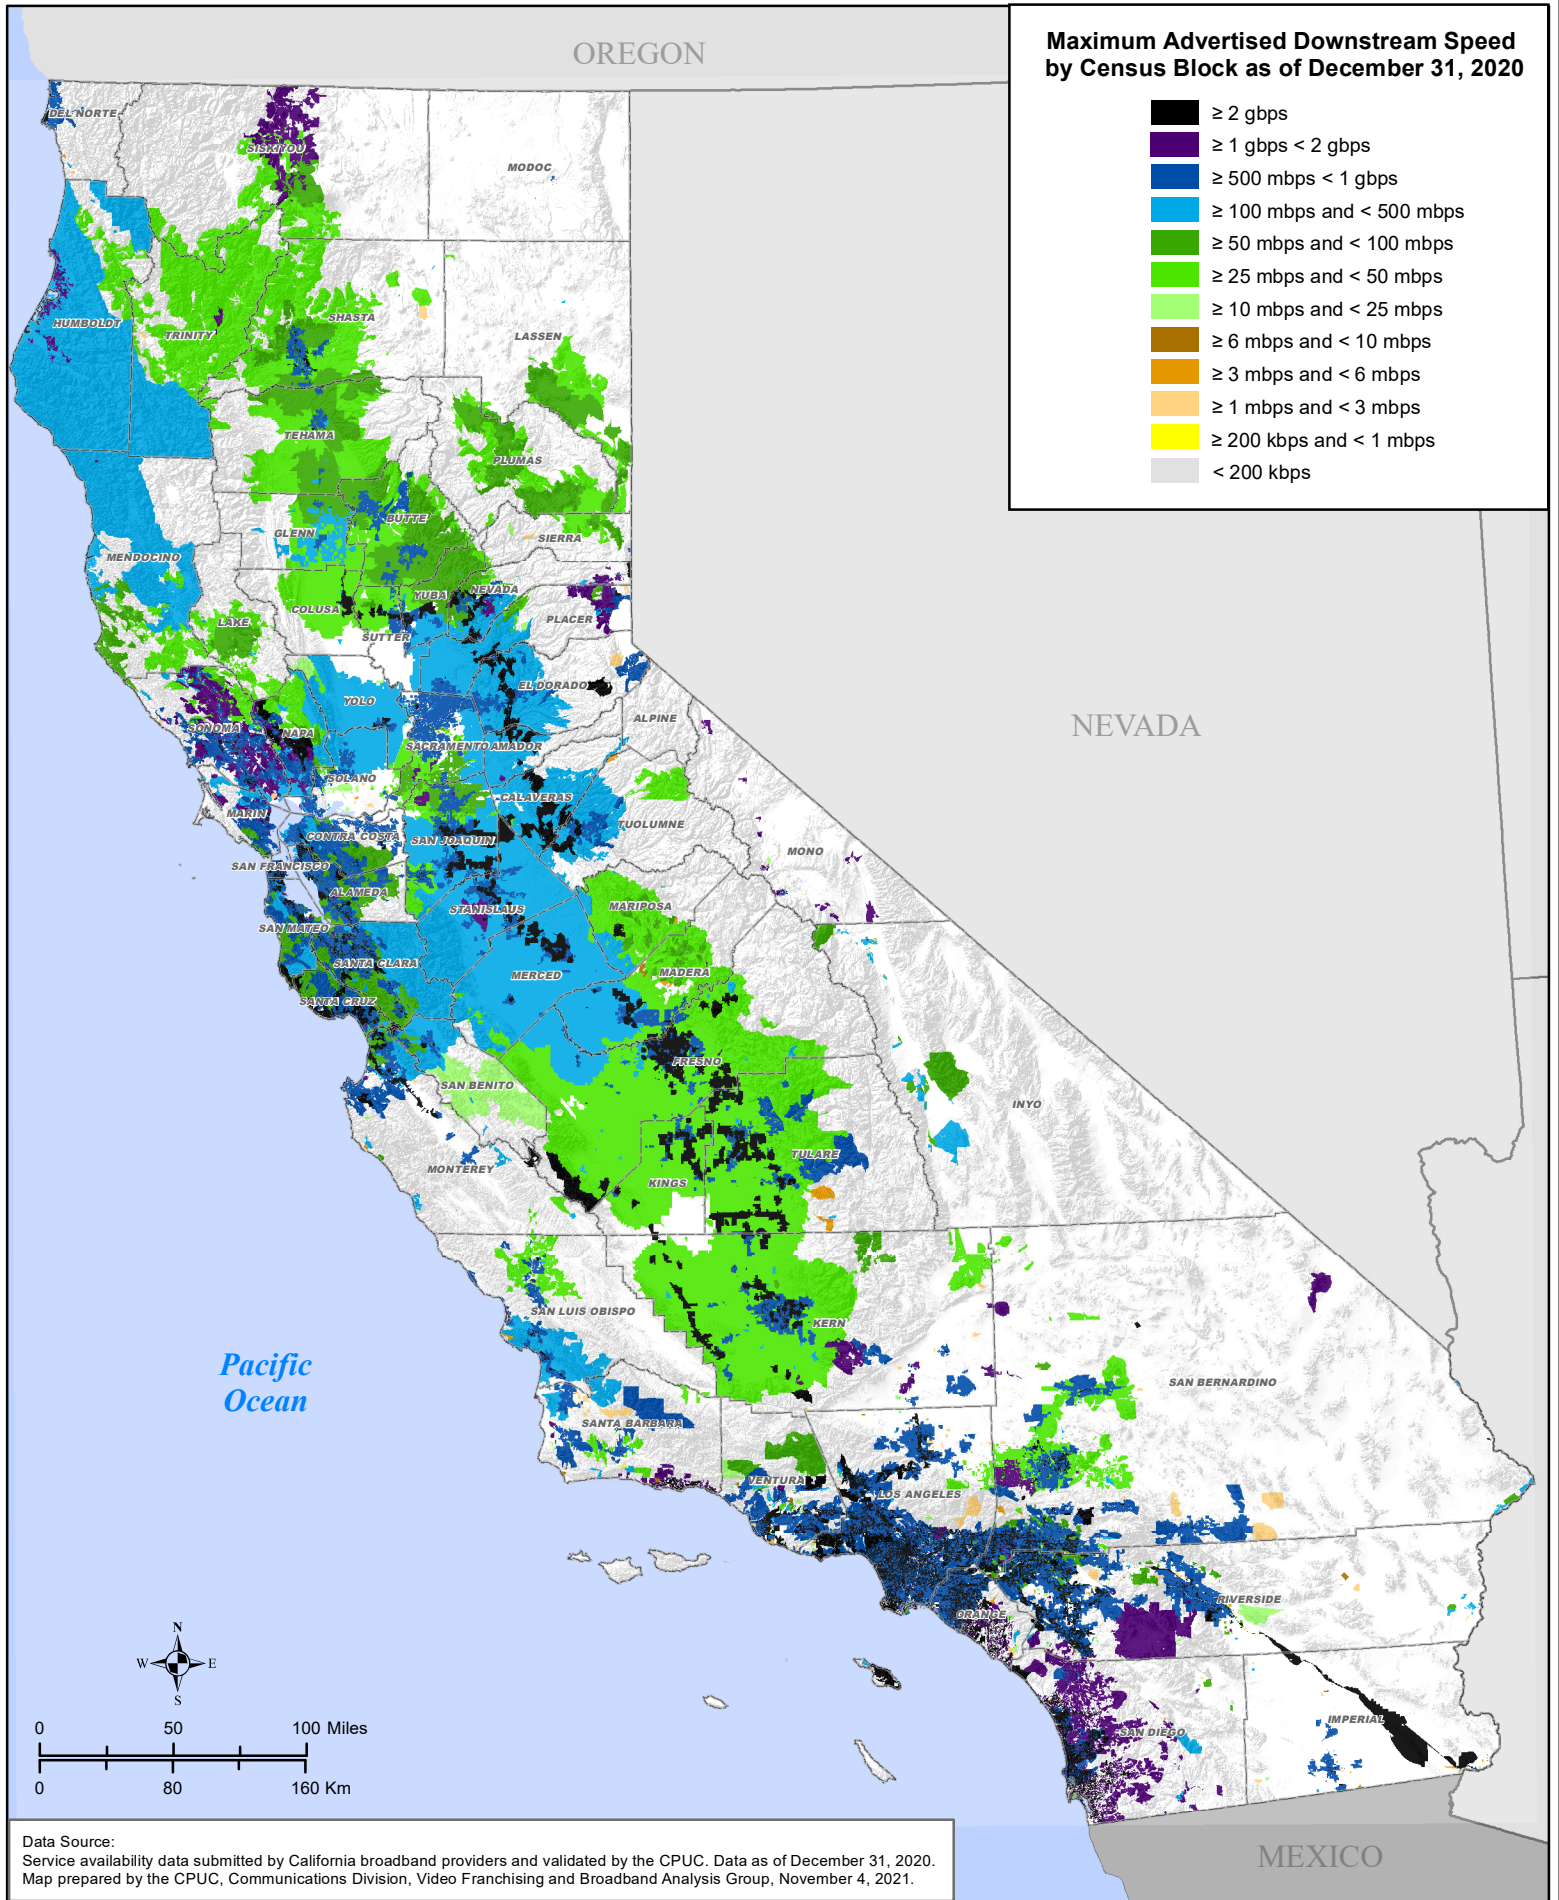 OREGON
Maximum Advertised Downstream Speed
by Census Block as of December 31, 2020
≥ 2 gbps
≥ 1 gbps < 2 gbps
≥ 500 mbps < 1 gbps
≥ 100 mbps and < 500 mbps
≥ 50 mbps and < 100 mbps
≥ 25 mbps and < 50 mbps
≥ 10 mbps and < 25 mbps
≥ 6 mbps and < 10 mbps
≥ 3 mbps and < 6 mbps
≥ 1 mbps and < 3 mbps
≥ 200 kbps and < 1 mbps
< 200 kbps
DEL NORTE
SISKIYOU
MODOC
HUMBOLDT
TRINITY
SHASTA
LASSEN
TEHAMA
PLUMAS
GLENN
BUTTE
SIERRA
MENDOCINO
COLUSA
YUBA
NEVADA
LAKE
SUTTER
PLACER
YOLO
EL DORADO
ALPINE
NEVADA
SONOMA
NAPA
SACRAMENTO
AMADOR
SOLANO
CALAVERAS
MARIN
CONTRA COSTA
SAN JOAQUIN
TUOLUMNE
MONO
SAN FRANCISCO
ALAMEDA
STANISLAUS
MARIPOSA
SAN MATEO
SANTA CLARA
MERCED
MADERA
SANTA CRUZ
FRESNO
SAN BENITO
INYO
MONTEREY
TULARE
KINGS
SAN LUIS OBISPO
KERN
Pacific
Ocean
SAN BERNARDINO
SANTA BARBARA
VENTURA
LOS ANGELES
RIVERSIDE
ORANGE
SAN DIEGO
IMPERIAL
N
W
E
S
0 50 100 Miles
0 80 160 Km
MEXICO
Data Source:
Service availability data submitted by California broadband providers and validated by the CPUC. Data as of December 31, 2020.
Map prepared by the CPUC, Communications Division, Video Franchising and Broadband Analysis Group, November 4, 2021.